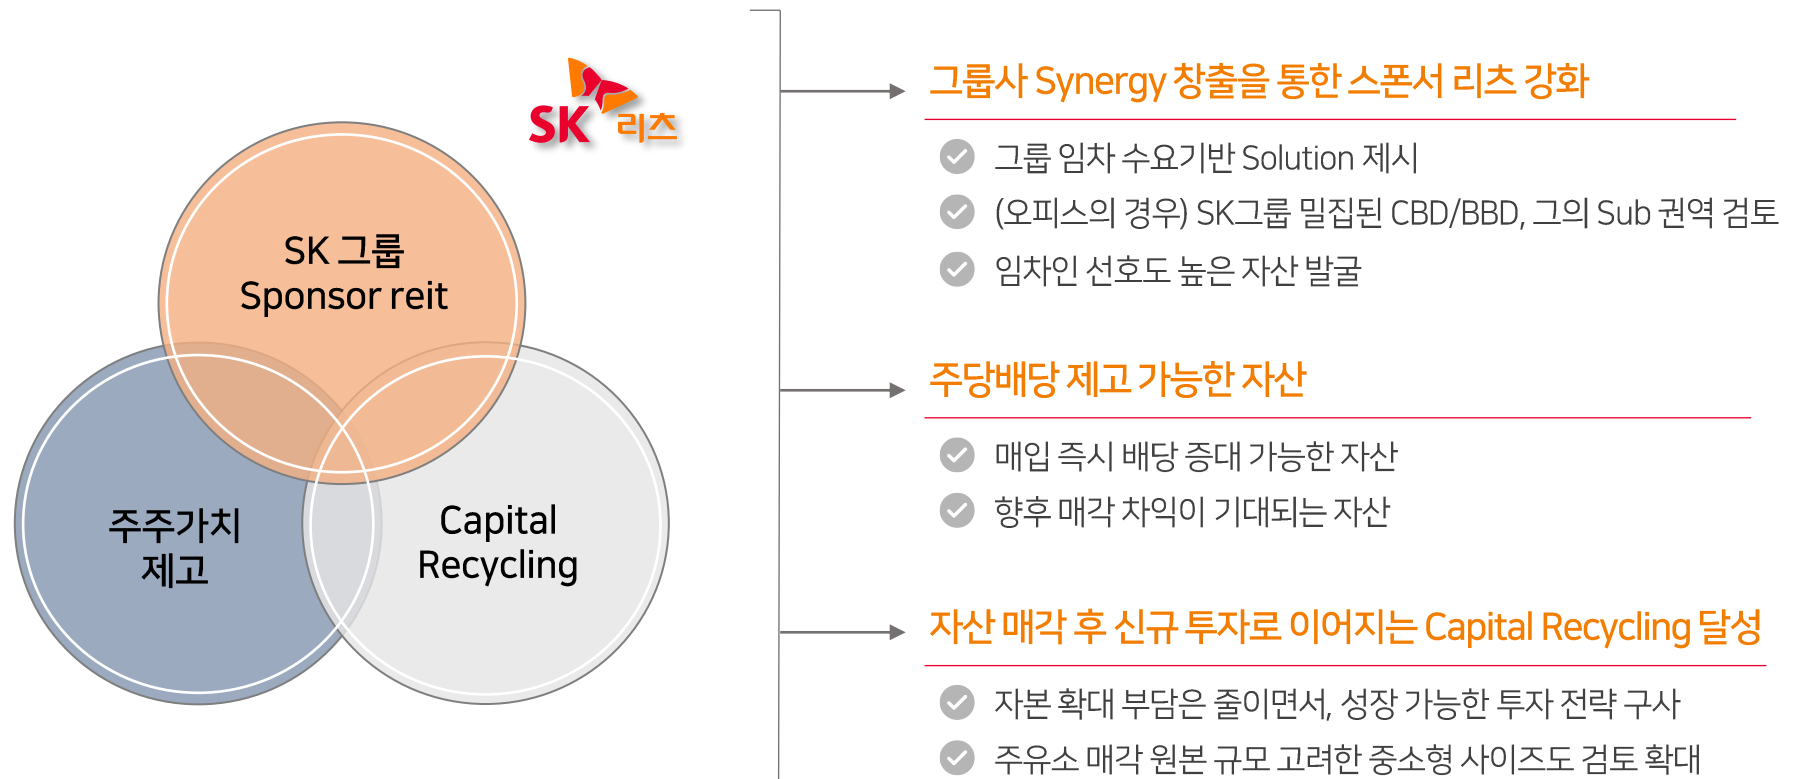 SK 리츠
SK 그룹
Sponsor reit
주주가치
제고
Capital
Recycling
그룹사 Synergy 창출을 통한 스폰서 리츠 강화
그룹 임차 수요기반 Solution 제시
(오피스의 경우) SK그룹 밀집된 CBD/BBD, 그의 Sub 권역 검토
임차인 선호도 높은 자산 발굴
주당배당 제고 가능한 자산
매입 즉시 배당 증대 가능한 자산
향후 매각 차익이 기대되는 자산
자산 매각 후 신규 투자로 이어지는 Capital Recycling 달성
자본 확대 부담은 줄이면서, 성장 가능한 투자 전략 구사
주유소 매각 원본 규모 고려한 중소형 사이즈도 검토 확대